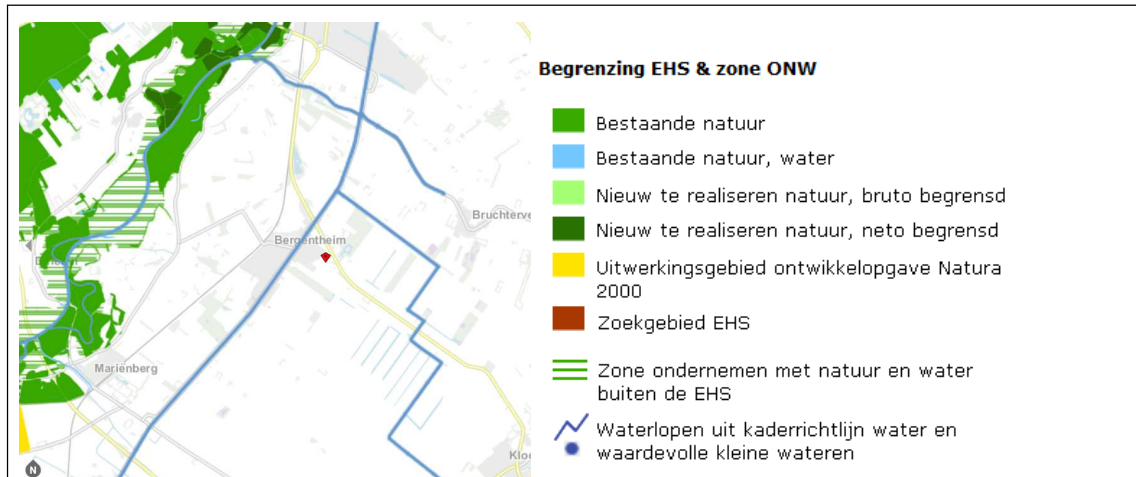 Begrenzing EHS & zone ONW
Bestaande natuur
Bestaande natuur, water
Nieuw te realiseren natuur, bruto begrensd
Nieuw te realiseren natuur, neto begrensd
Uitwerkingsgebied ontwikkelopgave Natura
2000
Zoekgebied EHS
Zone ondernemen met natuur en water
buiten de EHS
Waterlopen uit kaderrichtlijn water en
waardevolle kleine wateren
Bruchterve
Bergentheim
Mariënberg
Kloo
N